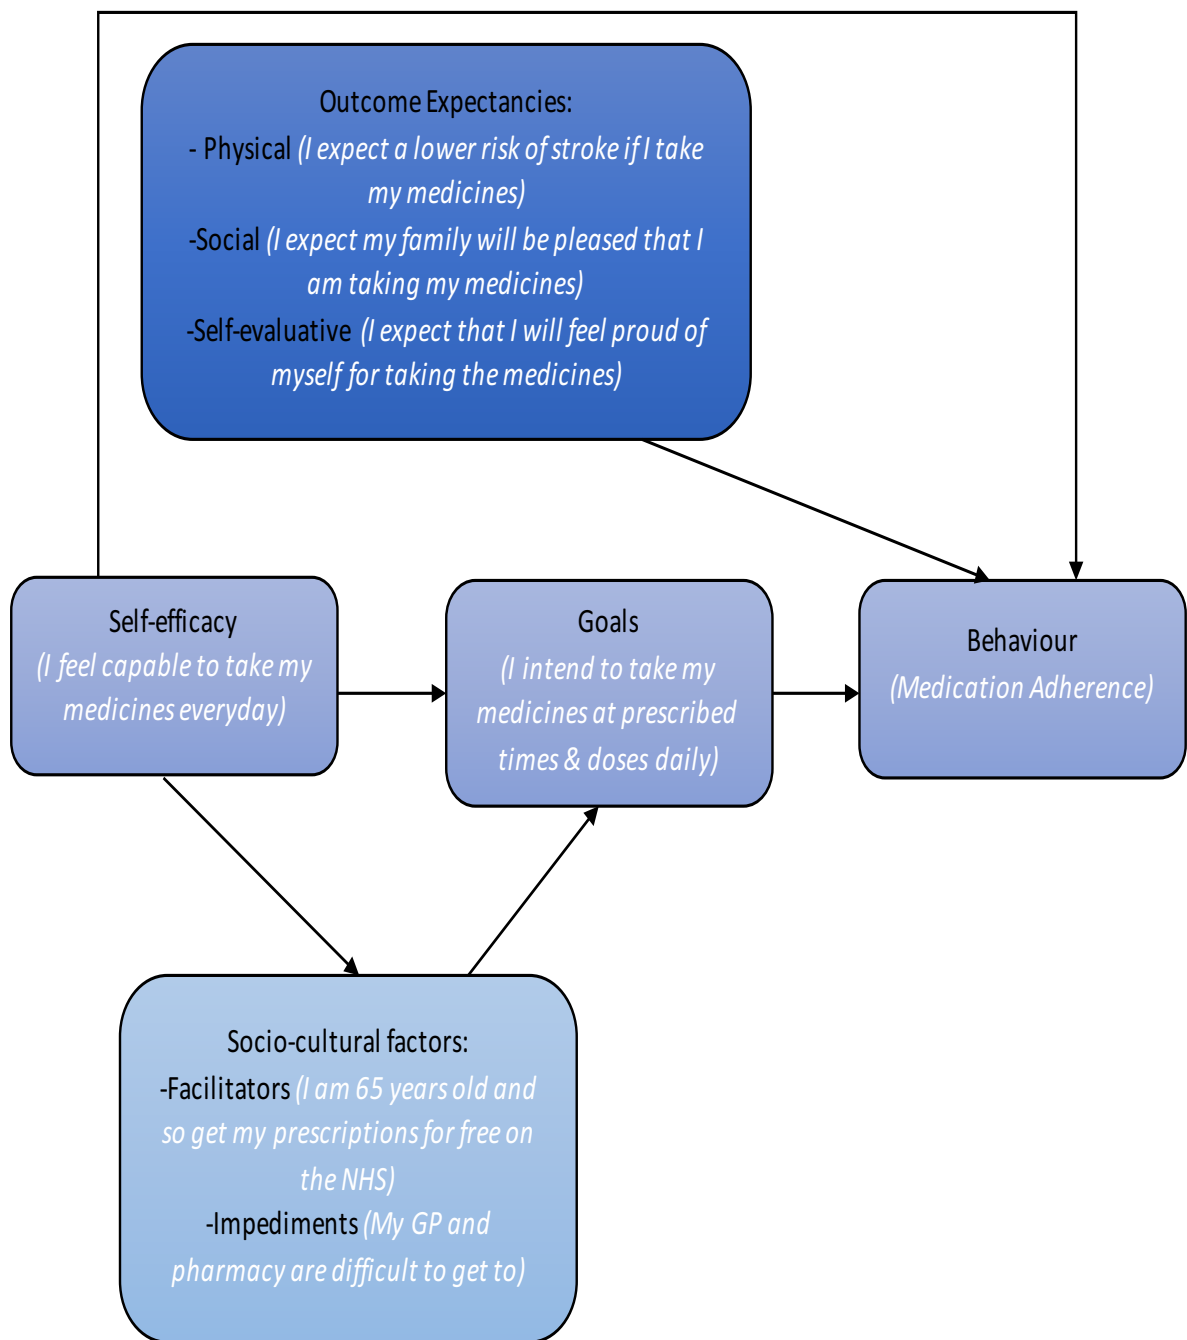 Outcome Expectancies:
- Physical (I expect a lower risk of stroke if I take
my medicines)
-Social (I expect my family will be pleased that I
am taking my medicines)
-Self-evaluative (I expect that I will feel proud of
myself for taking the medicines)
Self-efficacy
(I feel capable to take my
medicines everyday)
Goals
(I intend to take my
medicines at prescribed
times & doses daily)
Behaviour
(Medication Adherence)
Socio-cultural factors:
-Facilitators (I am 65 years old and
so get my prescriptions for free on
the NHS)
-Impediments (My GP and
pharmacy are difficult to get to)